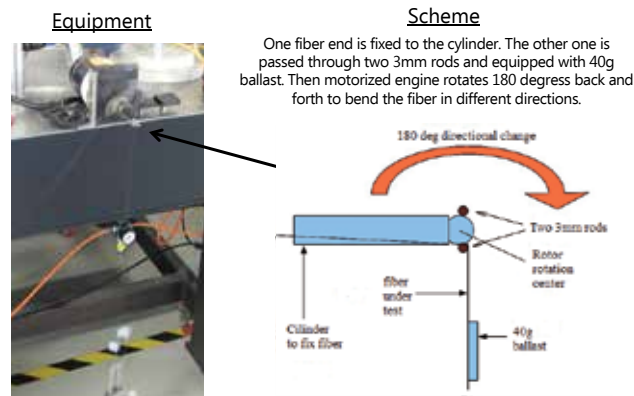 Equipment
Scheme
One fiber end is fixed to the cylinder. The other one is
passed through two 3mm rods and equipped with 40g
ballast. Then motorized engine rotates 180 degress back and
forth to bend the fiber in different directions.
180 deg directional change
Two 3mm rods
Rotor
rotation
center
fiber
under
test
Cylinder
to fix fiber
40g
ballast